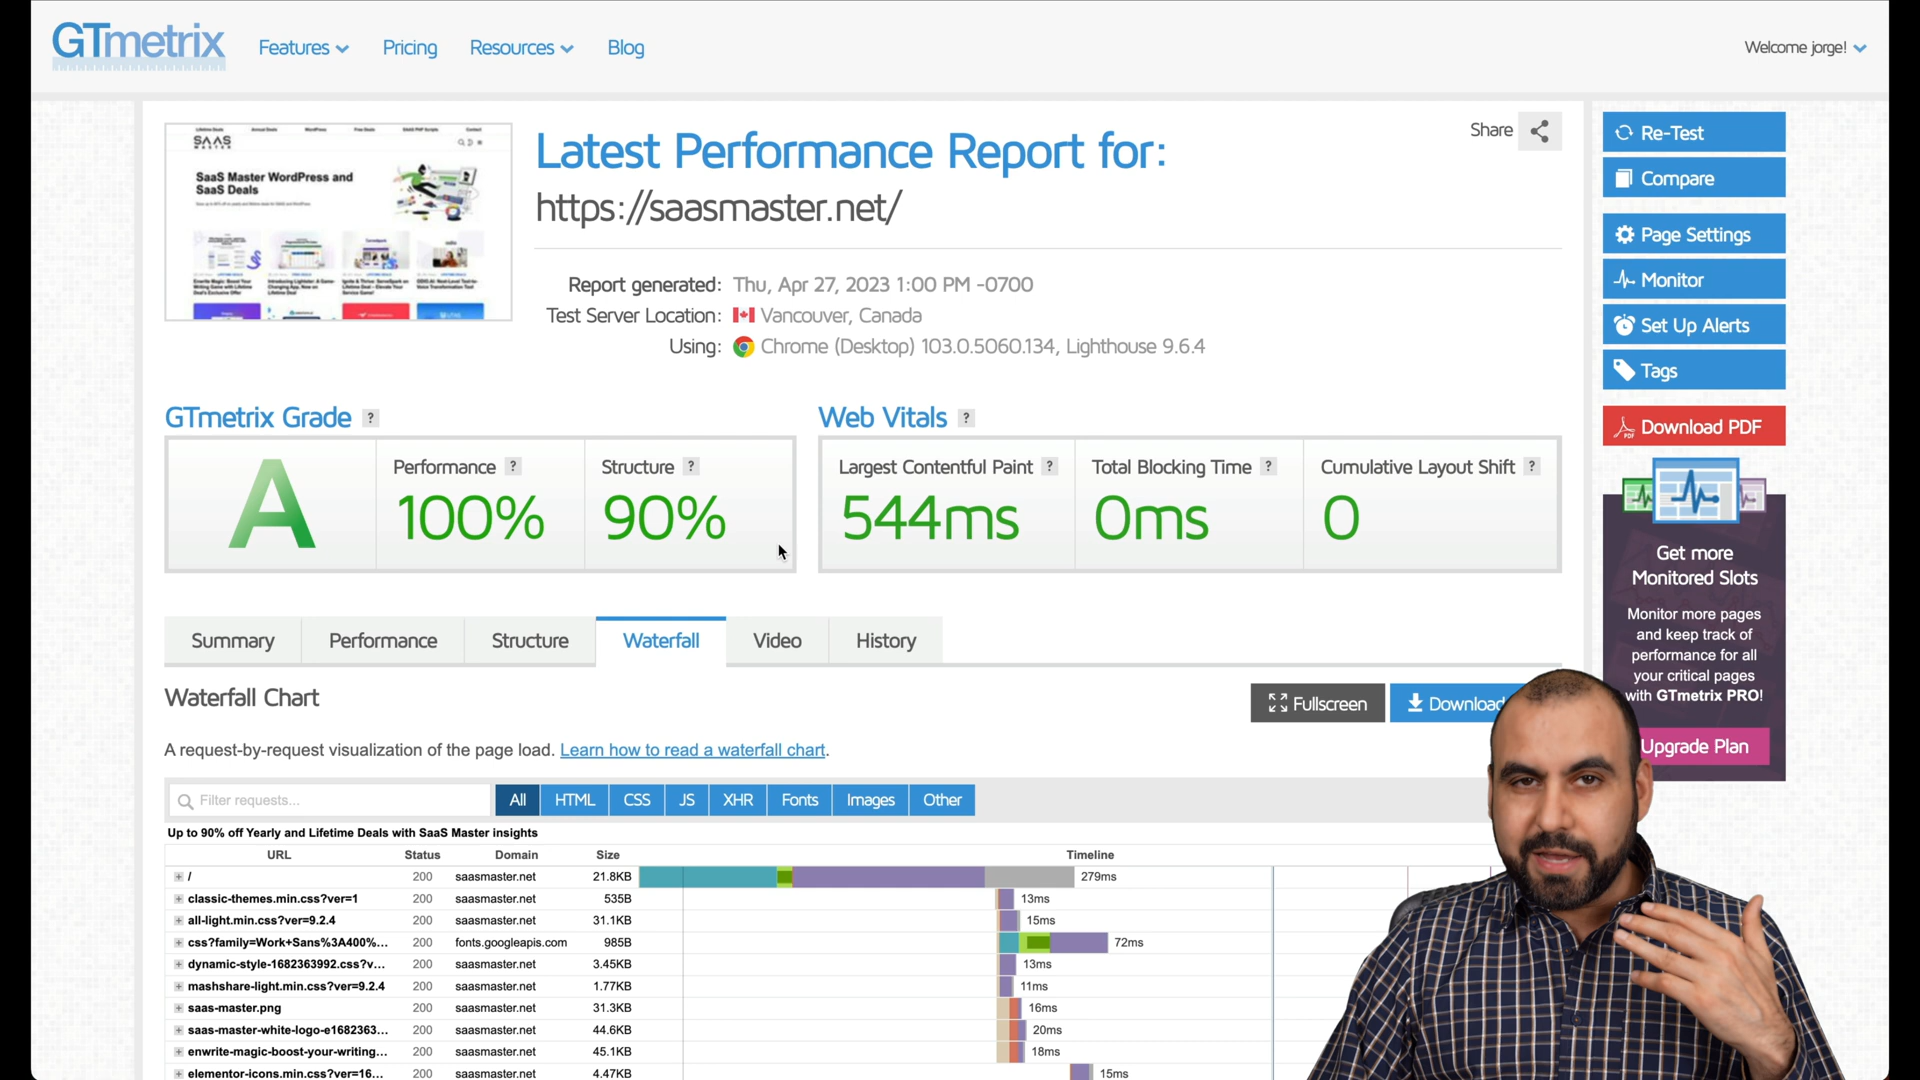 GTmetrix
Features
Pricing
Resources
Blog
Welcome jorge!
SAAS
MASTER
SaaS Master WordPress and
SaaS Deals
Latest Performance Report for:
https://saasmaster.net/
Share
Report generated: Thu, Apr 27, 2023 1:00 PM -0700
Test Server Location: Vancouver, Canada
Using: Chrome (Desktop) 103.0.5060.134, Lighthouse 9.6.4
Re-Test
Compare
Page Settings
Monitor
Set Up Alerts
Tags
Download PDF
GTmetrix Grade ?
A
Performance ?
100%
Structure ?
90%
Web Vitals ?
Largest Contentful Paint ?
544ms
Total Blocking Time ?
0ms
Cumulative Layout Shift ?
0
Get more
Monitored Slots
Monitor more pages
and keep track of
performance for all
your critical pages
with GTmetrix PRO!
Upgrade Plan
Summary
Performance
Structure
Waterfall
Video
History
Waterfall Chart
Fullscreen
Download
A request-by-request visualization of the page load. Learn how to read a waterfall chart.
Filter requests...
All
HTML
CSS
JS
XHR
Fonts
Images
Other
Up to 90% off Yearly and Lifetime Deals with SaaS Master insights
URL Status Domain Size Timeline
/ 200 saasmaster.net 21.8KB 279ms
classic-themes.min.css?ver=1 200 saasmaster.net 535B 13ms
all-light.min.css?ver=9.2.4 200 saasmaster.net 31.1KB 15ms
css?family=Work+Sans%3A400%... 200 fonts.googleapis.com 985B 72ms
dynamic-style-1682363992.css?v... 200 saasmaster.net 3.45KB 13ms
mashshare-light.min.css?ver=9.2.4 200 saasmaster.net 1.77KB 11ms
saas-master.png 200 saasmaster.net 31.3KB 16ms
saas-master-white-logo-e1682363... 200 saasmaster.net 44.6KB 20ms
enwrite-magic-boost-your-writing... 200 saasmaster.net 45.1KB 18ms
elementor-icons.min.css?ver=16... 200 saasmaster.net 4.47KB 15ms